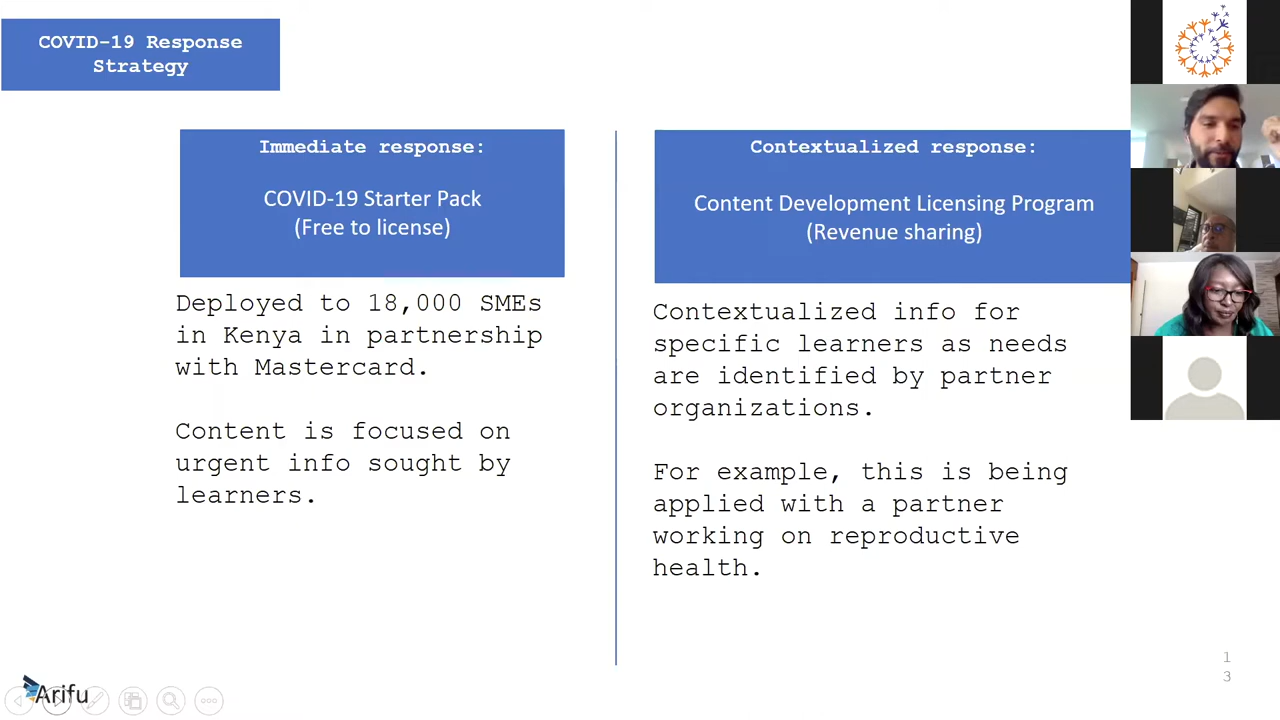 COVID-19 Response
Strategy
Immediate response:
COVID-19 Starter Pack
(Free to license)
Deployed to 18,000 SMEs
in Kenya in partnership
with Mastercard.
Content is focused on
urgent info sought by
learners.
Contextualized response:
Content Development Licensing Program
(Revenue sharing)
Contextualized info for
specific learners as needs
are identified by partner
organizations.
For example, this is being
applied with a partner
working on reproductive
health.
Arifu
1
3